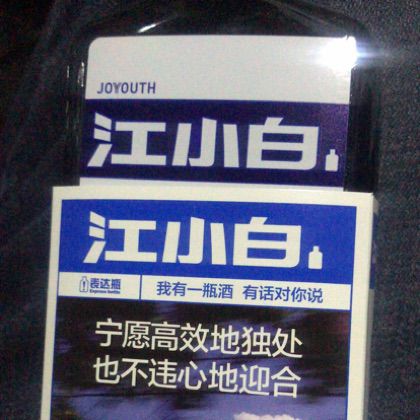 JOYOUTH
江小白
江小白
表达瓶 我有一瓶酒 有话对你说
Express bottle
宁愿高效地独处
也不违心地迎合